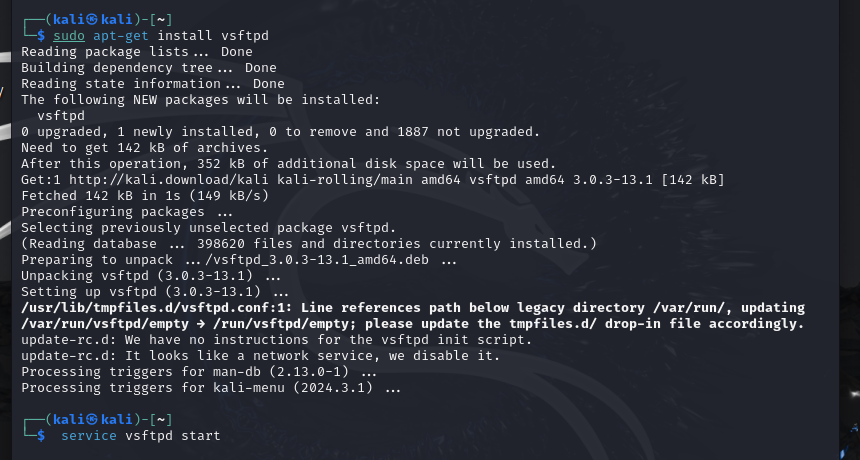 ┌──(kali㉿kali)-[~]
└─$ sudo apt-get install vsftpd
Reading package lists... Done
Building dependency tree... Done
Reading state information... Done
The following NEW packages will be installed:
  vsftpd
0 upgraded, 1 newly installed, 0 to remove and 1887 not upgraded.
Need to get 142 kB of archives.
After this operation, 352 kB of additional disk space will be used.
Get:1 http://kali.download/kali kali-rolling/main amd64 vsftpd amd64 3.0.3-13.1 [142 kB]
Fetched 142 kB in 1s (149 kB/s)
Preconfiguring packages ...
Selecting previously unselected package vsftpd.
(Reading database ... 398620 files and directories currently installed.)
Preparing to unpack .../vsftpd_3.0.3-13.1_amd64.deb ...
Unpacking vsftpd (3.0.3-13.1) ...
Setting up vsftpd (3.0.3-13.1) ...
/usr/lib/tmpfiles.d/vsftpd.conf:1: Line references path below legacy directory /var/run/, updating
/var/run/vsftpd/empty → /run/vsftpd/empty; please update the tmpfiles.d/ drop-in file accordingly.
update-rc.d: We have no instructions for the vsftpd init script.
update-rc.d: It looks like a network service, we disable it.
Processing triggers for man-db (2.13.0-1) ...
Processing triggers for kali-menu (2024.3.1) ...
┌──(kali㉿kali)-[~]
└─$  service vsftpd start